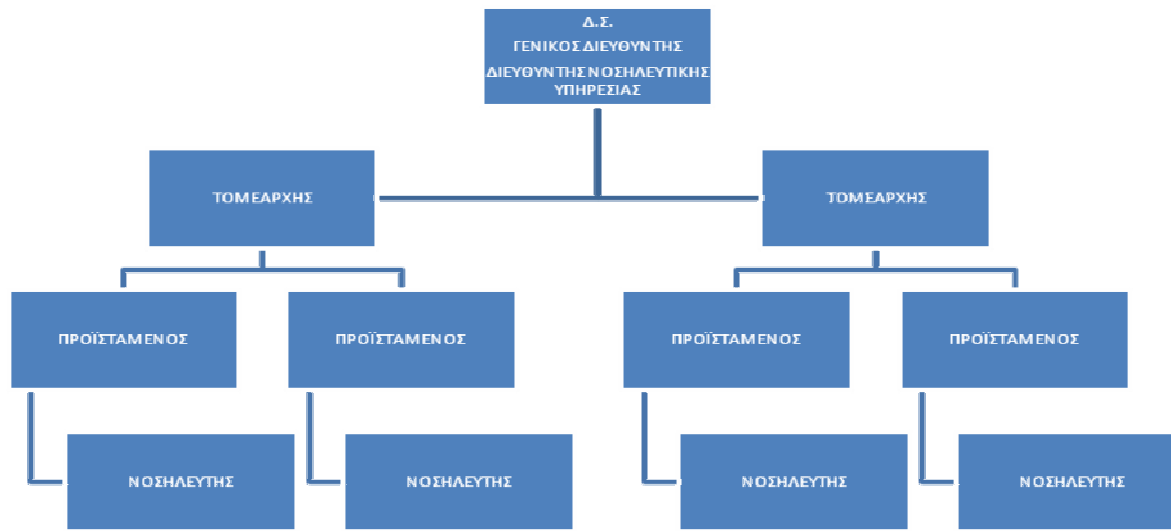 Δ.Σ.
ΓΕΝΙΚΟΣ ΔΙΕΥΘΥΝΤΗΣ
ΔΙΕΥΘΥΝΤΗΣ ΝΟΣΗΛΕΥΤΙΚΗΣ
ΥΠΗΡΕΣΙΑΣ
ΤΟΜΕΑΡΧΗΣ
ΤΟΜΕΑΡΧΗΣ
ΠΡΟΪΣΤΑΜΕΝΟΣ
ΠΡΟΪΣΤΑΜΕΝΟΣ
ΠΡΟΪΣΤΑΜΕΝΟΣ
ΠΡΟΪΣΤΑΜΕΝΟΣ
ΝΟΣΗΛΕΥΤΗΣ
ΝΟΣΗΛΕΥΤΗΣ
ΝΟΣΗΛΕΥΤΗΣ
ΝΟΣΗΛΕΥΤΗΣ